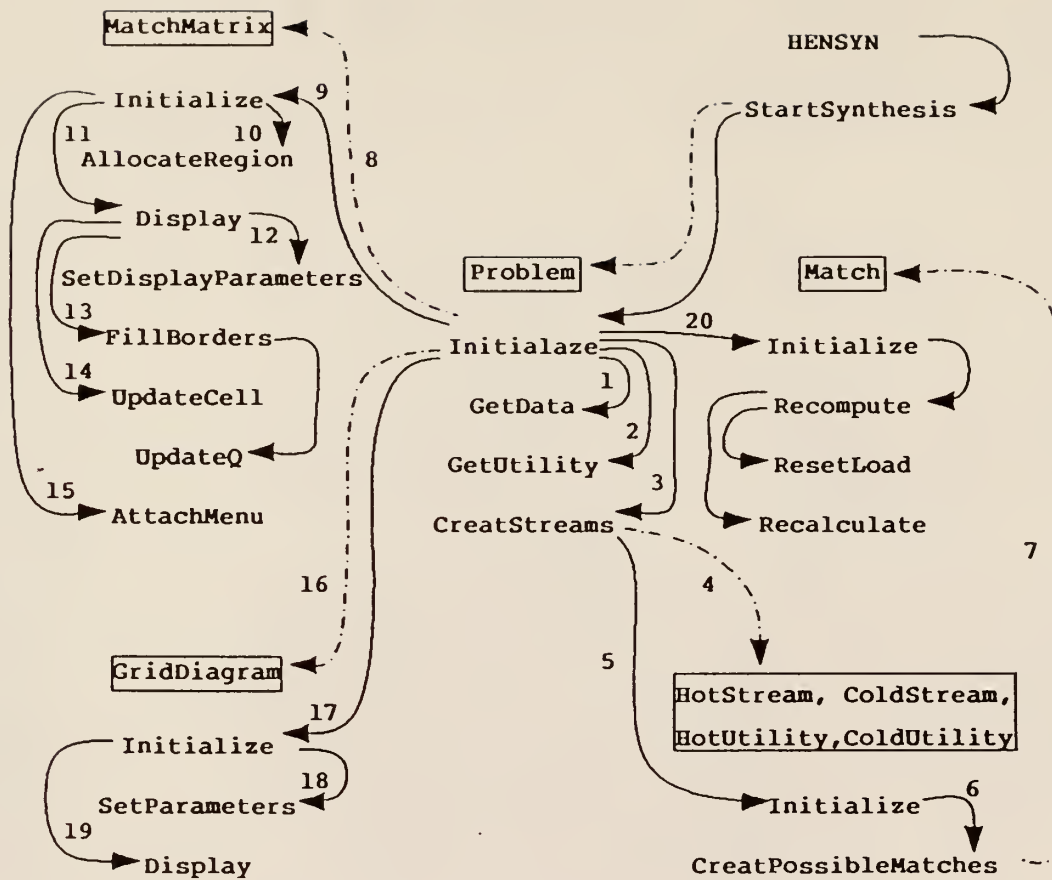 MatchMatrix
HENSYN
9
Initialize
StartSynthesis
11
10
AllocateRegion
8
Display
12
Problem
Match
SetDisplayParameters
13
20
FillBorders
Initialaze
Initialize
1
14
UpdateCell
GetData
Recompute
2
UpdateQ
GetUtility
ResetLoad
3
15
AttachMenu
CreatStreams
Recalculate
7
16
4
5
GridDiagram
HotStream, ColdStream,
HotUtility,ColdUtility
17
Initialize
18
6
SetParameters
Initialize
19
Display
CreatPossibleMatches